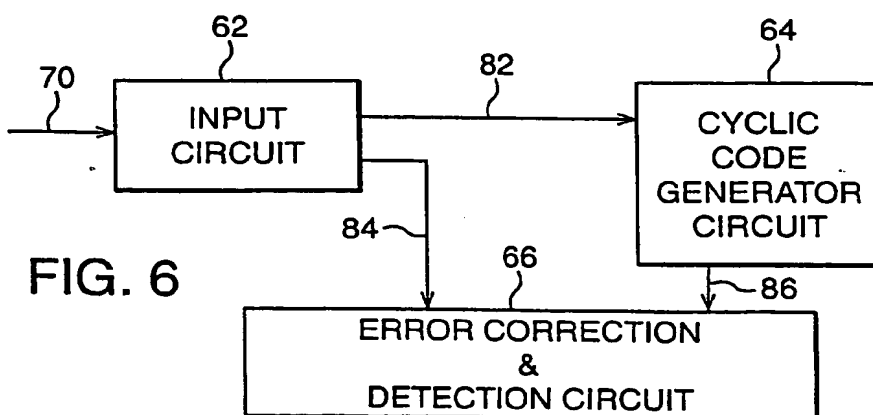 62
64
70
82
INPUT
CIRCUIT
CYCLIC
CODE
GENERATOR
CIRCUIT
84
FIG. 6
66
86
ERROR CORRECTION
&
DETECTION CIRCUIT